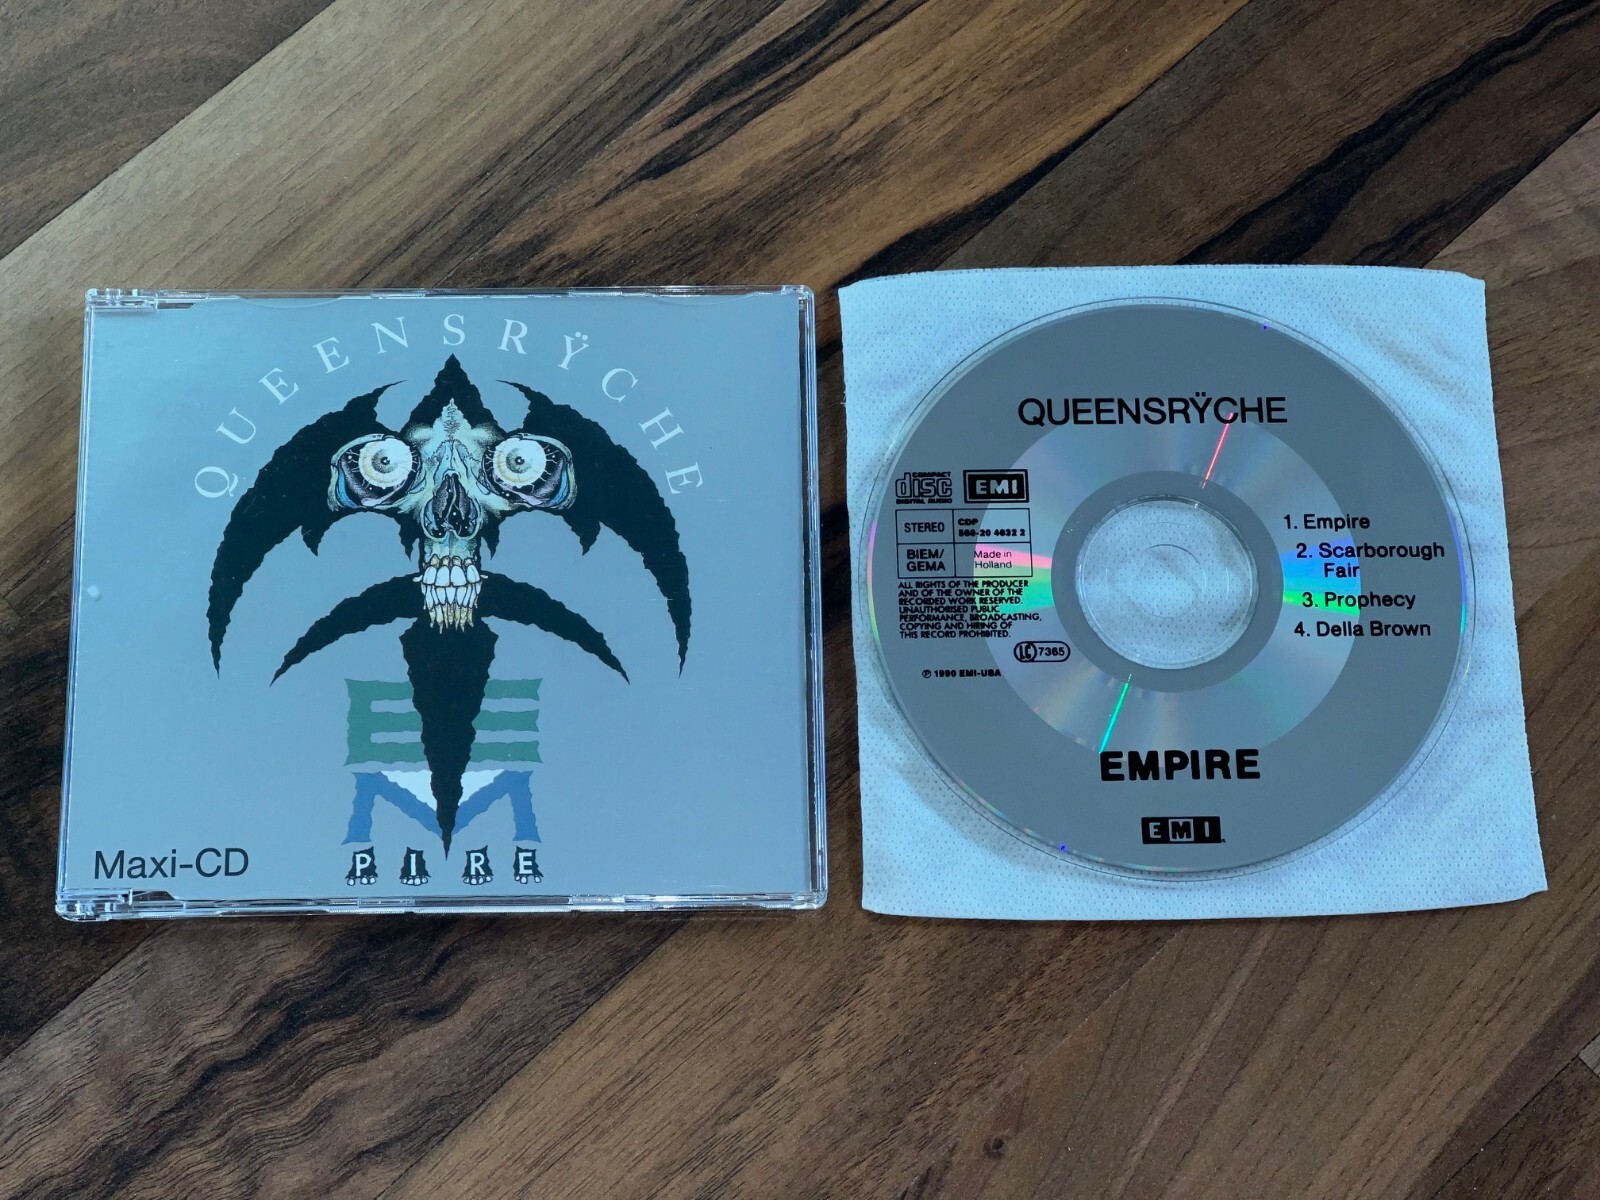 QUEENSRŸCHE
EM
PIRE
Maxi-CD
QUEENSRŸCHE
COMPACT
disc
DIGITAL AUDIO
EMI
STEREO
CDP
560-20 4032 2
BIEM/
GEMA
Made in
Holland
ALL RIGHTS OF THE PRODUCER
AND OF THE OWNER OF THE
RECORDED WORK RESERVED.
UNAUTHORISED PUBLIC
PERFORMANCE, BROADCASTING,
COPYING AND HIRING OF
THIS RECORD PROHIBITED.
LC 7365
℗ 1990 EMI-USA
1. Empire
2. Scarborough
Fair
3. Prophecy
4. Della Brown
EMPIRE
EMI